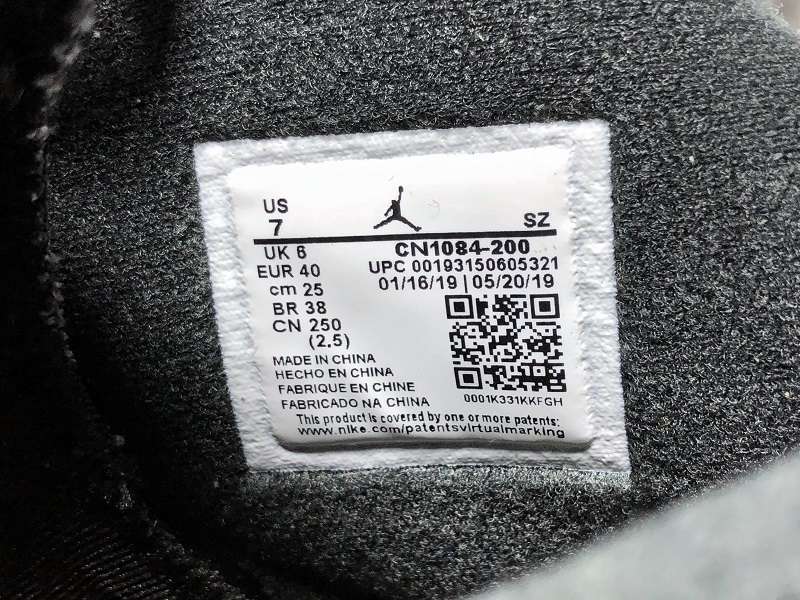 US
7
SZ
UK 6
EUR 40
cm 25
BR 38
CN 250
(2.5)
CN1084-200
UPC 00193150605321
01/16/19 | 05/20/19
MADE IN CHINA
HECHO EN CHINA
FABRIQUE EN CHINE
FABRICADO NA CHINA
0001K331KKFGH
This product is covered by one or more patents:
www.nike.com/patentsvirtualmarking